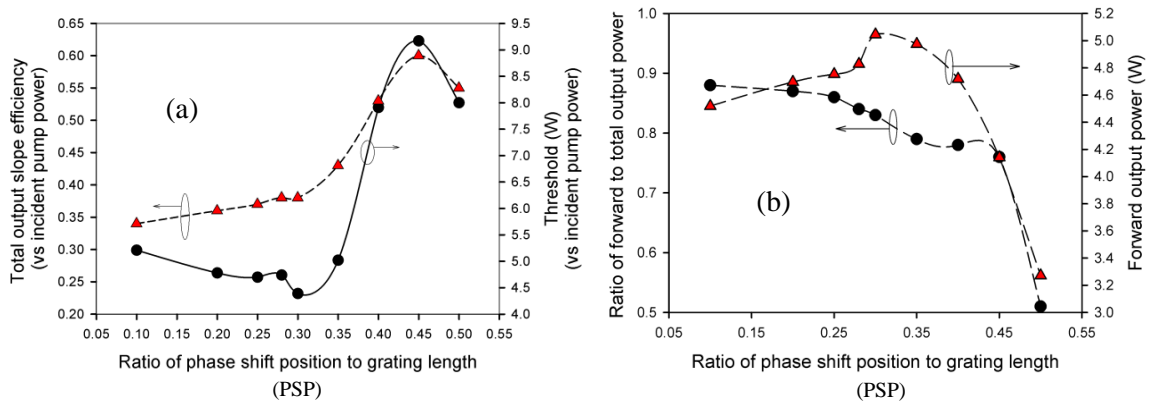 Total output slope efficiency
(vs incident pump power)
0.65
0.60
0.55
0.50
0.45
0.40
0.35
0.30
0.25
0.20
(a)
9.5
9.0
8.5
8.0
7.5
7.0
6.5
6.0
5.5
5.0
4.5
4.0
Threshold (W)
(vs incident pump power)
0.05 0.10 0.15 0.20 0.25 0.30 0.35 0.40 0.45 0.50 0.55
Ratio of phase shift position to grating length
(PSP)
Ratio of forward to total output power
1.0
0.9
0.8
0.7
0.6
0.5
(b)
5.2
5.0
4.8
4.6
4.4
4.2
4.0
3.8
3.6
3.4
3.2
3.0
Forward output power (W)
0.05 0.15 0.25 0.35 0.45 0.55
Ratio of phase shift position to grating length
(PSP)